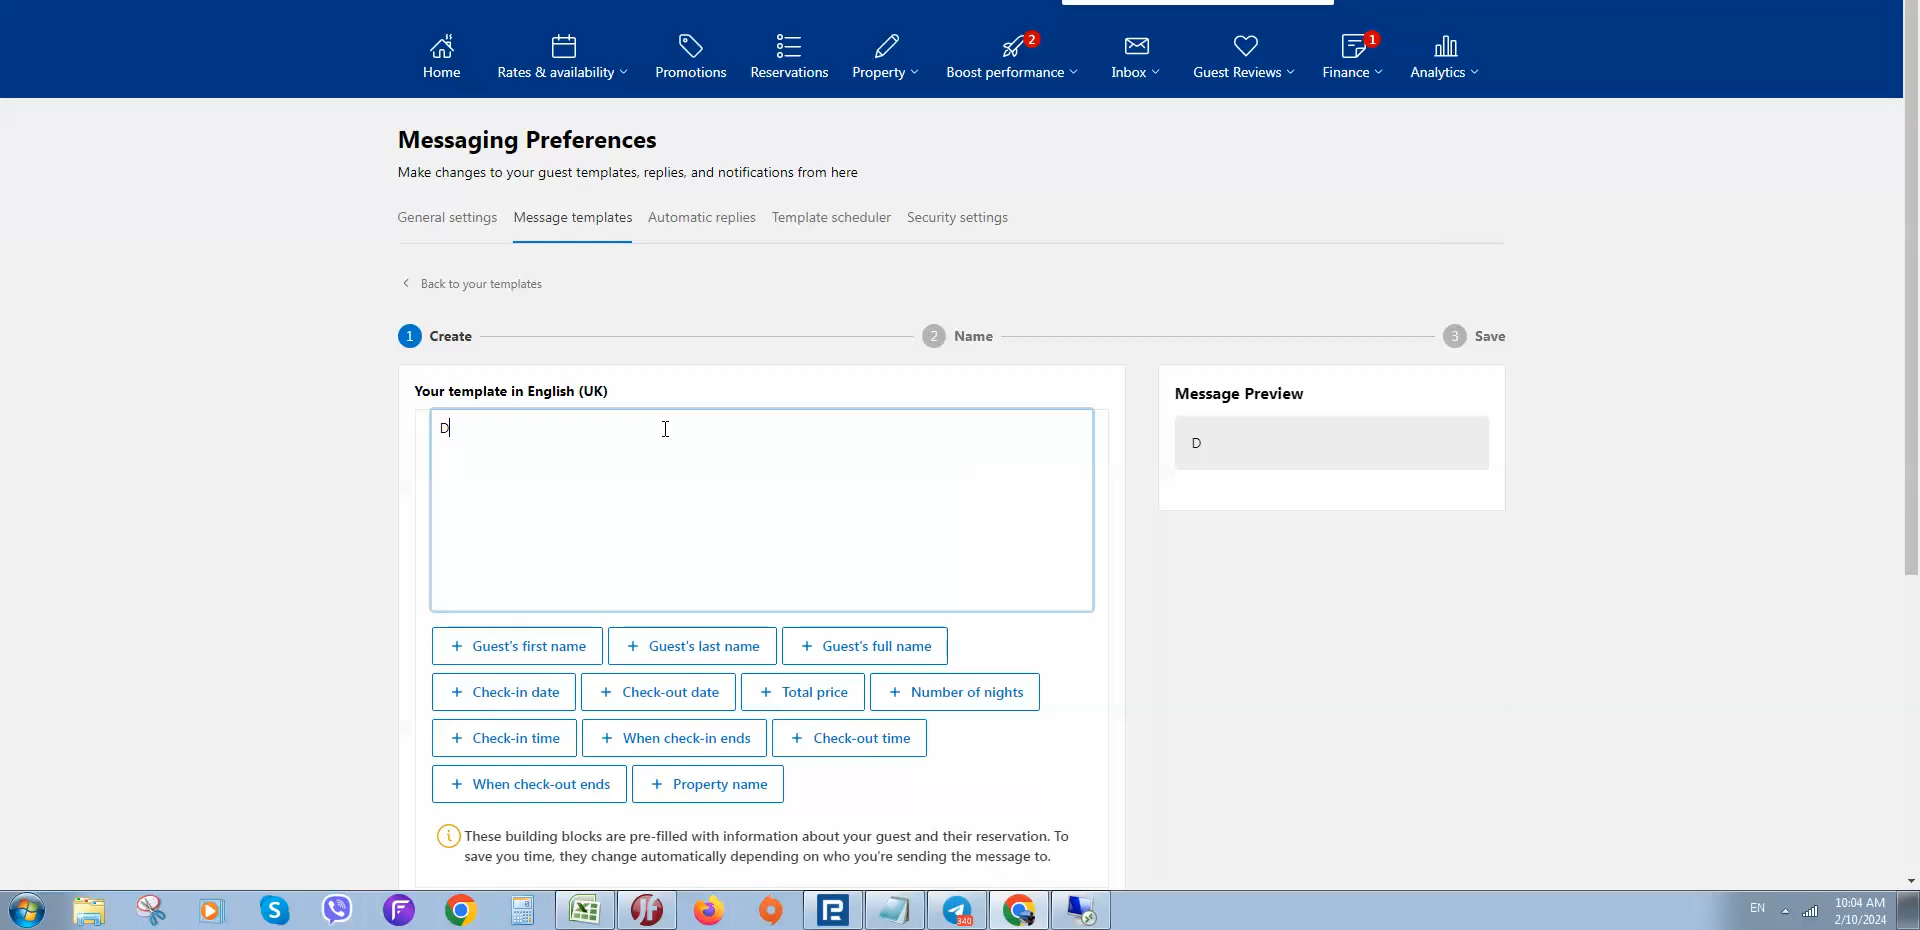 2
1
Home
Rates & availability
Promotions
Reservations
Property
Boost performance
Inbox
Guest Reviews
Finance
Analytics
Messaging Preferences
Make changes to your guest templates, replies, and notifications from here
General settings
Message templates
Automatic replies
Template scheduler
Security settings
Back to your templates
1 Create
2 Name
3 Save
Your template in English (UK)
D
Message Preview
D
+ Guest's first name
+ Guest's last name
+ Guest's full name
+ Check-in date
+ Check-out date
+ Total price
+ Number of nights
+ Check-in time
+ When check-in ends
+ Check-out time
+ When check-out ends
+ Property name
These building blocks are pre-filled with information about your guest and their reservation. To
save you time, they change automatically depending on who you're sending the message to.
340
EN
10:04 AM
2/10/2024